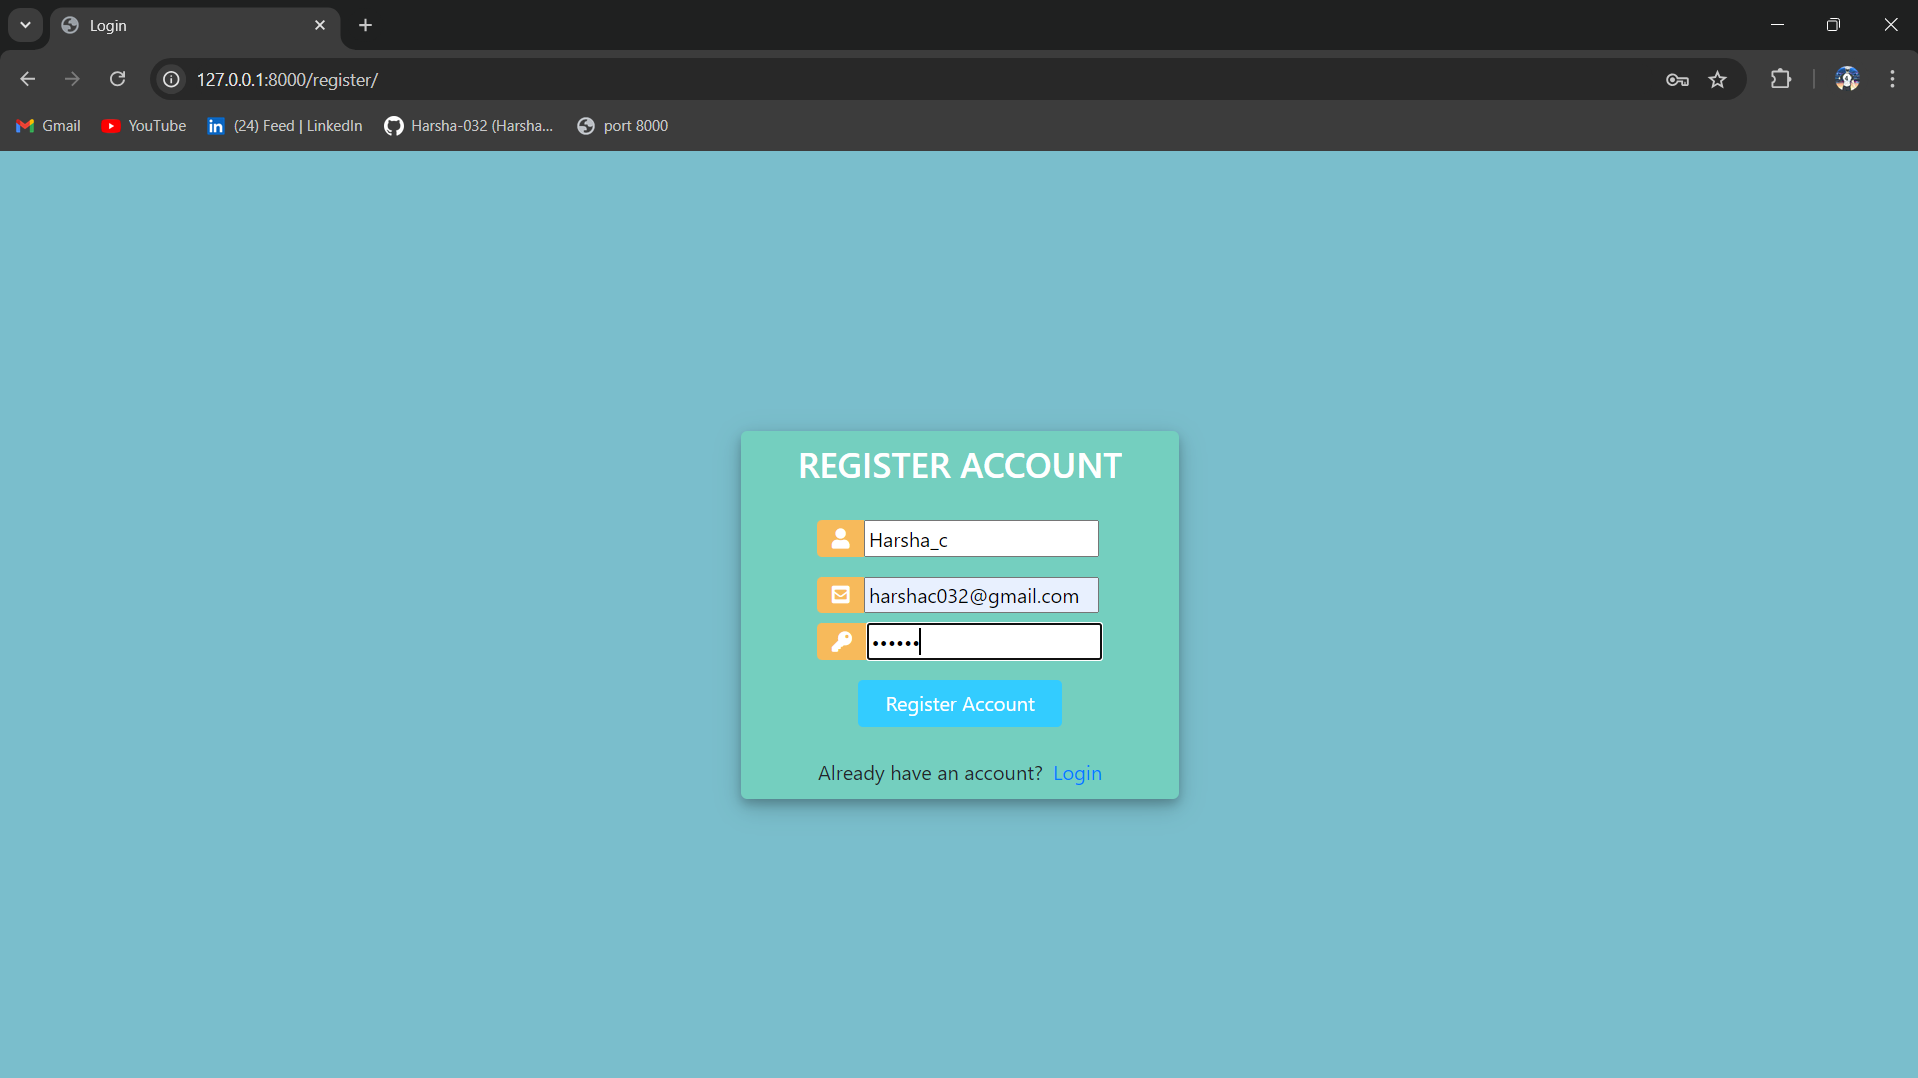 Login
127.0.0.1:8000/register/
Gmail YouTube (24) Feed | LinkedIn Harsha-032 (Harsha... port 8000
REGISTER ACCOUNT
Harsha_c
harshac032@gmail.com
••••••
Register Account
Already have an account? Login